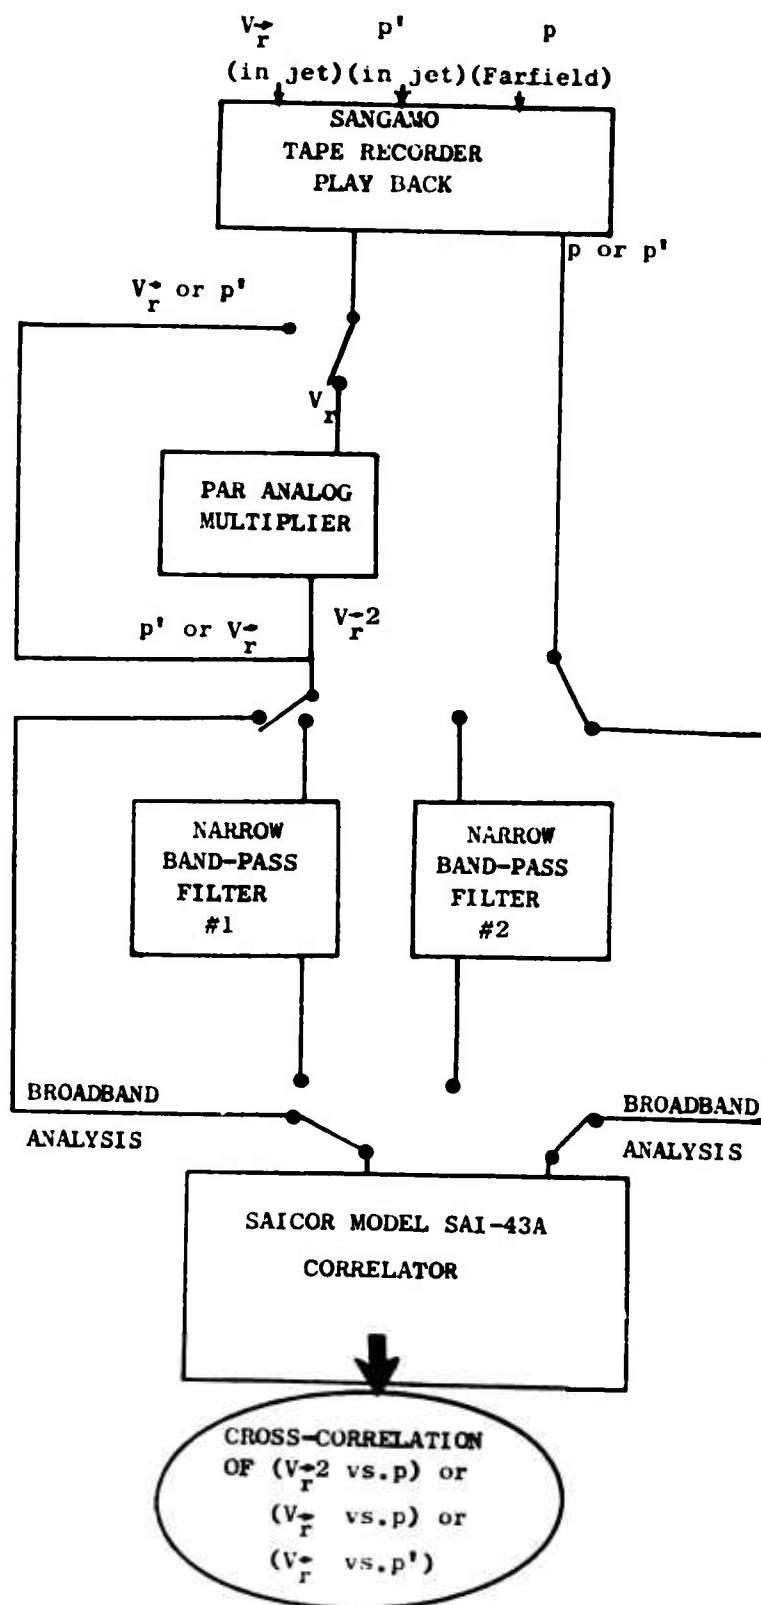 V⃗r p' p
(in jet)(in jet)(Farfield)
SANGAMO
TAPE RECORDER
PLAY BACK
p or p'
V⃗r or p'
Vr
PAR ANALOG
MULTIPLIER
p' or V⃗r
V⃗r2
NARROW
BAND-PASS
FILTER
#1
NARROW
BAND-PASS
FILTER
#2
BROADBAND
ANALYSIS
BROADBAND
ANALYSIS
SAICOR MODEL SAI-43A
CORRELATOR
CROSS-CORRELATION
OF (V⃗r2 vs.p) or
(V⃗r vs.p) or
(V⃗r vs.p')